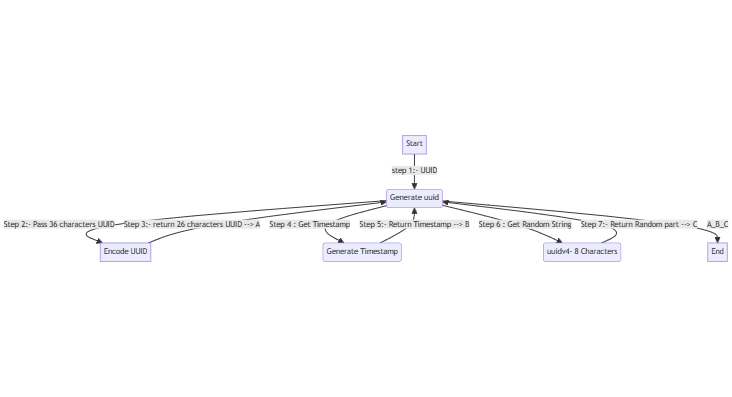 Start
step 1:- UUID
Generate uuid
Step 2:- Pass 36 characters UUID
Step 3:- return 26 characters UUID --> A
Step 4 : Get Timestamp
Step 5:- Return Timestamp --> B
Step 6 : Get Random String
Step 7:- Return Random part --> C
A_B_C
Encode UUID
Generate Timestamp
uuidv4- 8 Characters
End